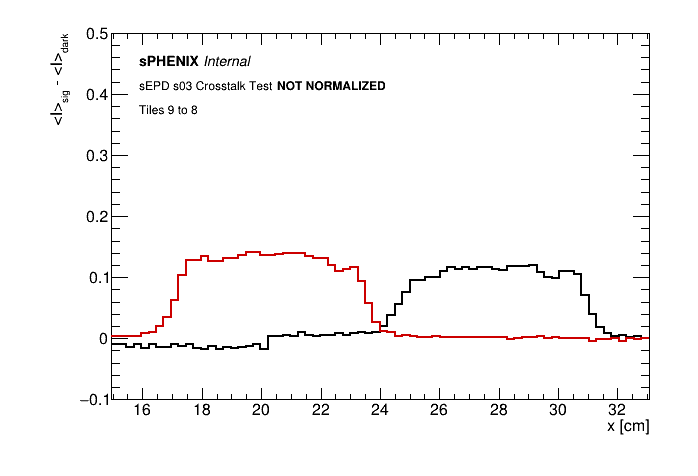 0.5
<I>sig - <I>dark
sPHENIX Internal
sEPD s03 Crosstalk Test NOT NORMALIZED
0.4
Tiles 9 to 8
0.3
0.2
0.1
0
−0.1
16 18 20 22 24 26 28 30 32
x [cm]